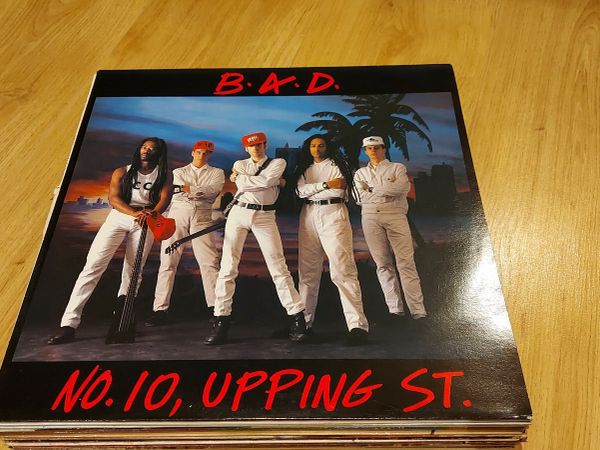 B.A.D.
NO. 10, UPPING ST.